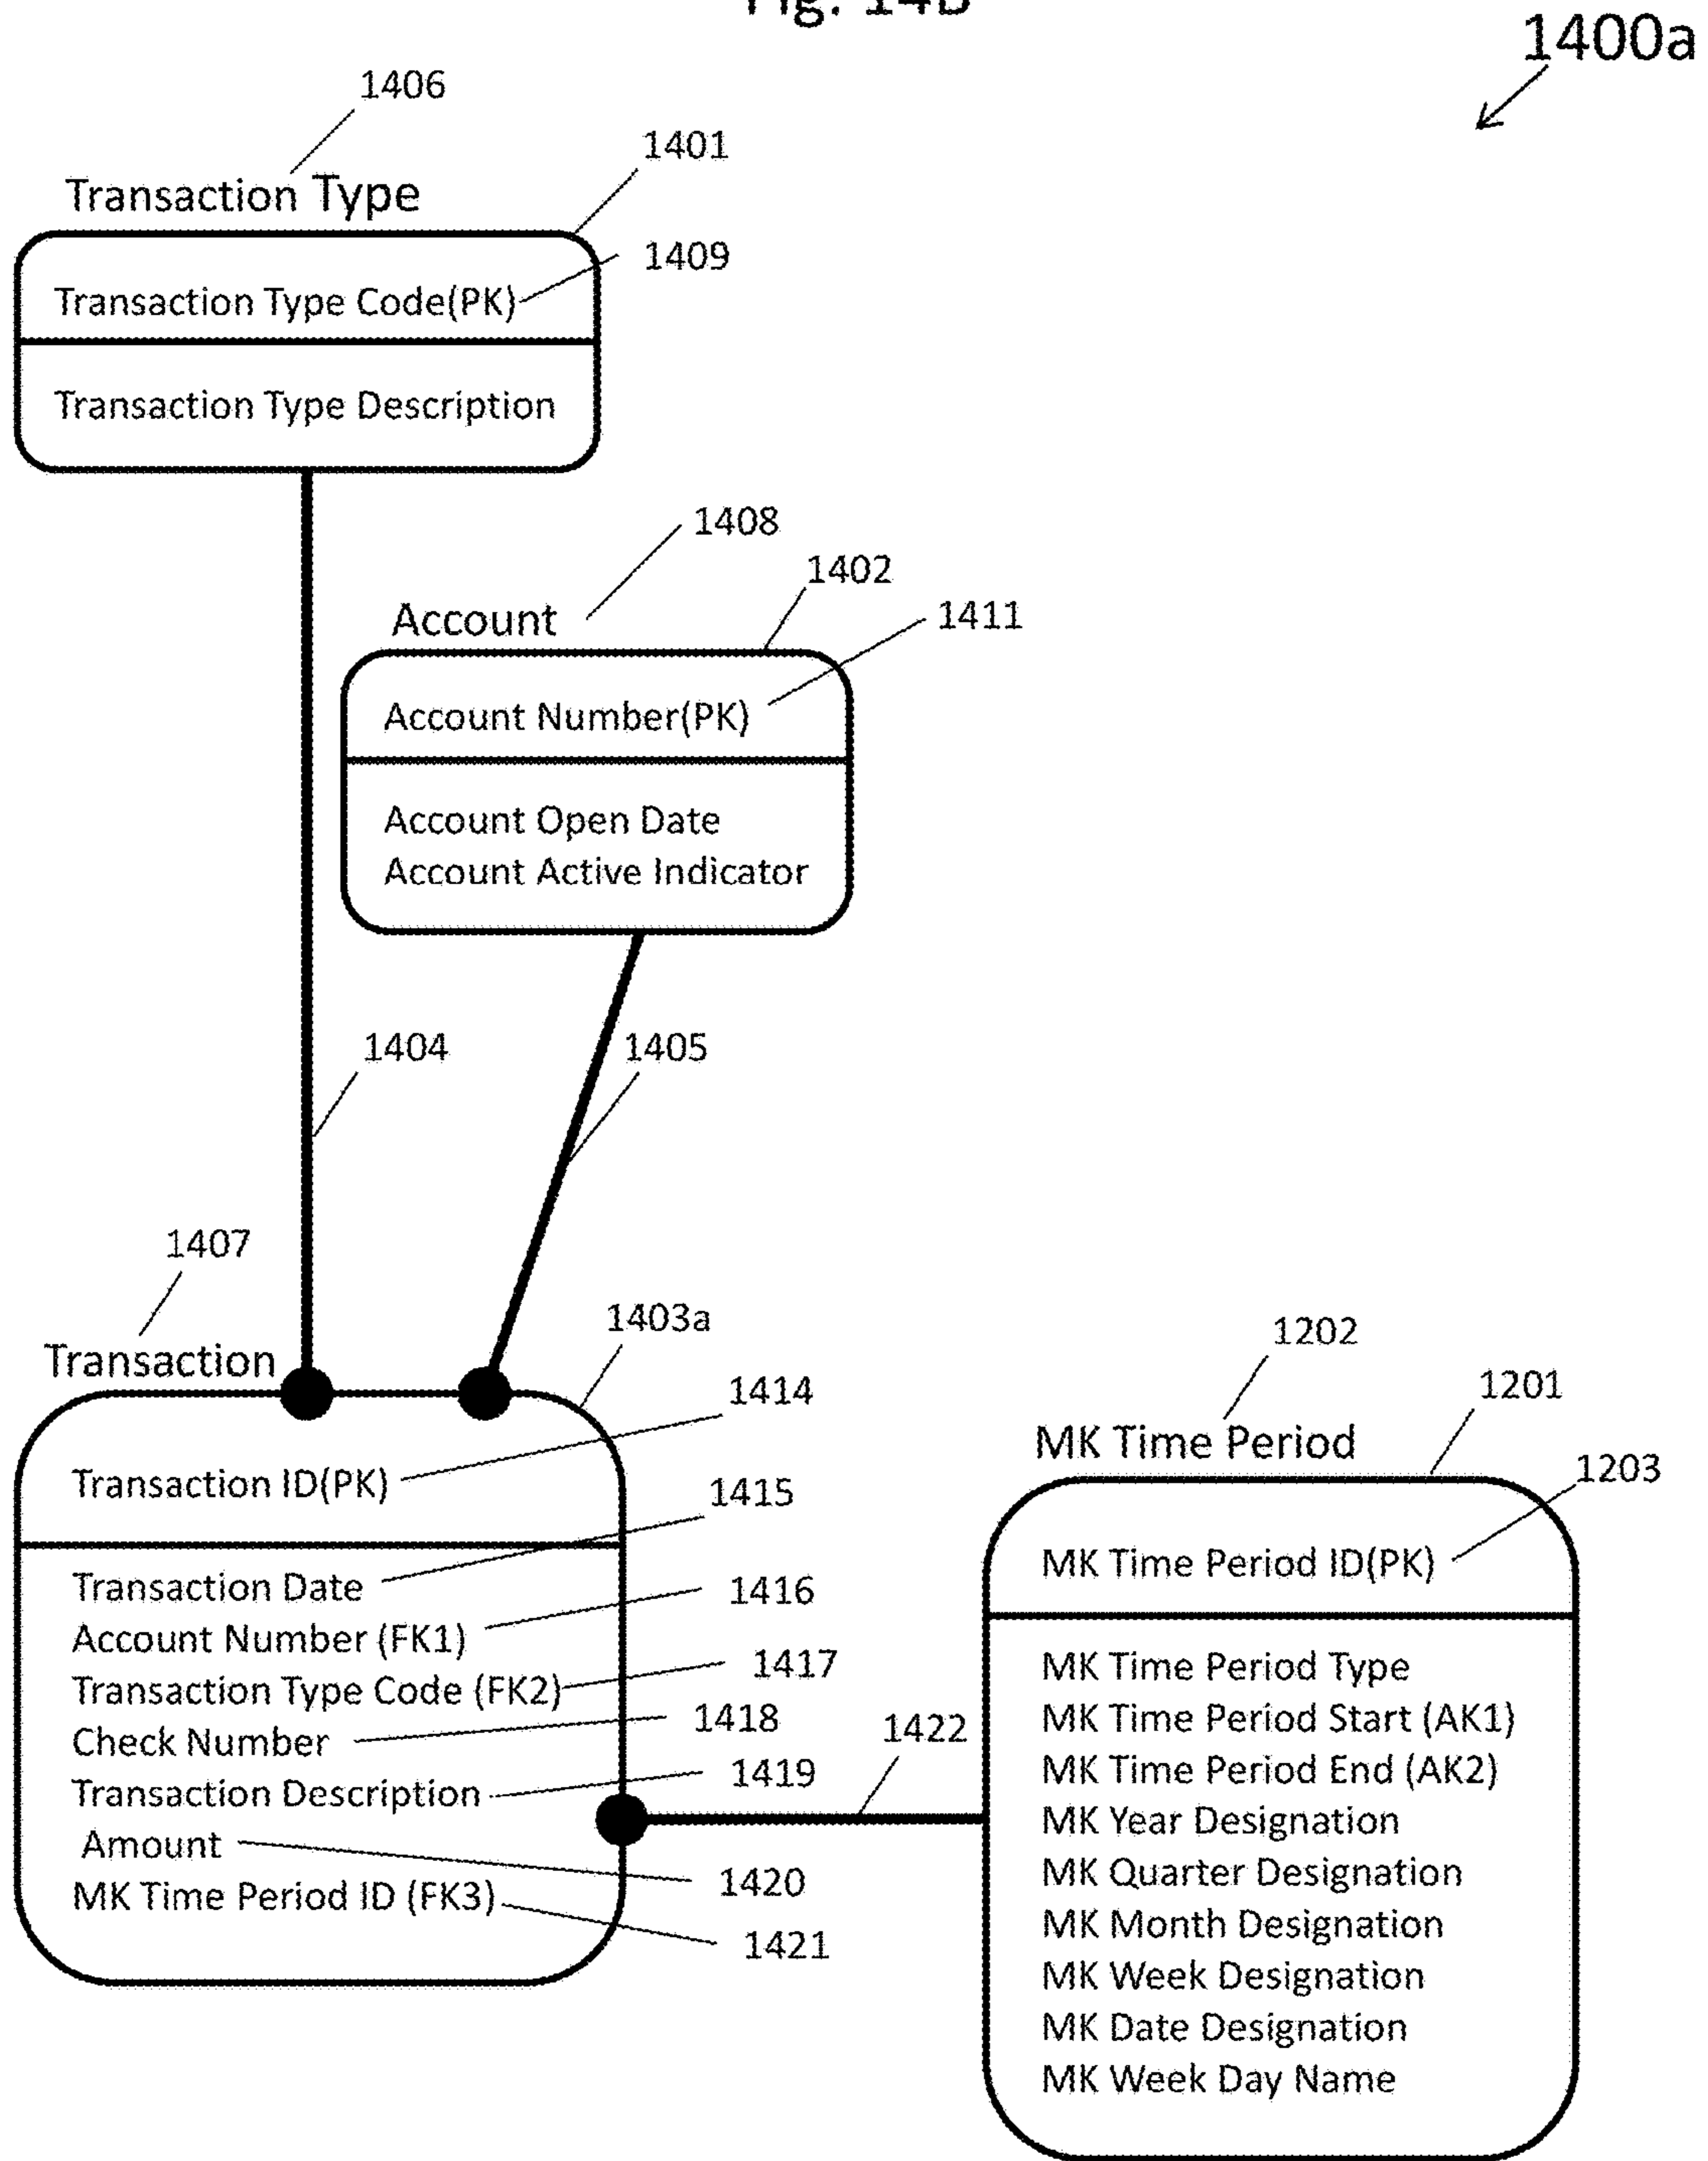 Fig. 14B
1400a
1406
1401
Transaction Type
1409
Transaction Type Code(PK)
Transaction Type Description
1408
1402
1411
Account
Account Number(PK)
Account Open Date
Account Active Indicator
1404
1405
1407
1403a
Transaction
1414
Transaction ID(PK)
1415
Transaction Date
1416
Account Number (FK1)
1417
Transaction Type Code (FK2)
1418
Check Number
1419
Transaction Description
Amount
1420
MK Time Period ID (FK3)
1421
1422
1202
1201
MK Time Period
1203
MK Time Period ID(PK)
MK Time Period Type
MK Time Period Start (AK1)
MK Time Period End (AK2)
MK Year Designation
MK Quarter Designation
MK Month Designation
MK Week Designation
MK Date Designation
MK Week Day Name